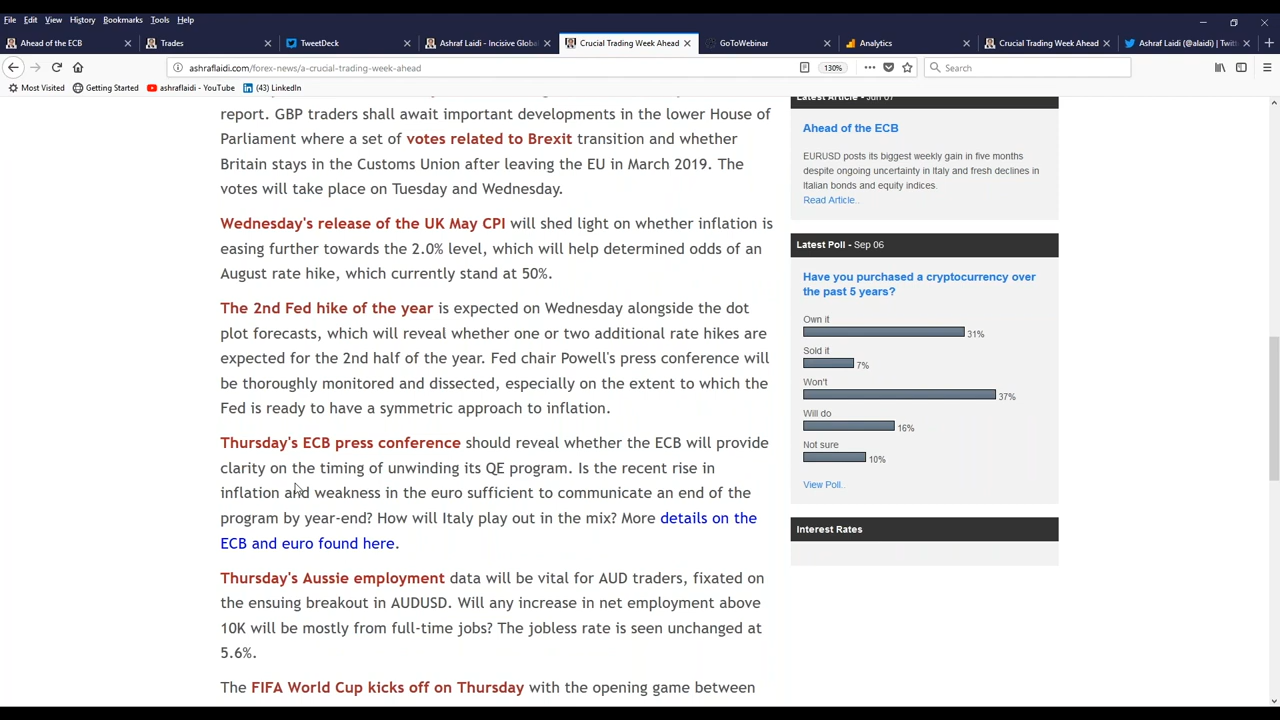 File Edit View History Bookmarks Tools Help
Ahead of the ECB
Trades
TweetDeck
Ashraf Laidi - Incisive Global
Crucial Trading Week Ahead
GoToWebinar
Analytics
Crucial Trading Week Ahead
Ashraf Laidi (@alaidi) | Twit
ashraflaidi.com/forex-news/a-crucial-trading-week-ahead
130%
Search
Most Visited
Getting Started
ashraflaidi - YouTube
(43) LinkedIn
report. GBP traders shall await important developments in the lower House of
Parliament where a set of votes related to Brexit transition and whether
Britain stays in the Customs Union after leaving the EU in March 2019. The
votes will take place on Tuesday and Wednesday.
Wednesday's release of the UK May CPI will shed light on whether inflation is
easing further towards the 2.0% level, which will help determined odds of an
August rate hike, which currently stand at 50%.
The 2nd Fed hike of the year is expected on Wednesday alongside the dot
plot forecasts, which will reveal whether one or two additional rate hikes are
expected for the 2nd half of the year. Fed chair Powell's press conference will
be thoroughly monitored and dissected, especially on the extent to which the
Fed is ready to have a symmetric approach to inflation.
Thursday's ECB press conference should reveal whether the ECB will provide
clarity on the timing of unwinding its QE program. Is the recent rise in
inflation and weakness in the euro sufficient to communicate an end of the
program by year-end? How will Italy play out in the mix? More details on the
ECB and euro found here.
Thursday's Aussie employment data will be vital for AUD traders, fixated on
the ensuing breakout in AUDUSD. Will any increase in net employment above
10K will be mostly from full-time jobs? The jobless rate is seen unchanged at
5.6%.
The FIFA World Cup kicks off on Thursday with the opening game between
Latest Article - Jun 07
Ahead of the ECB
EURUSD posts its biggest weekly gain in five months
despite ongoing uncertainty in Italy and fresh declines in
Italian bonds and equity indices.
Read Article..
Latest Poll - Sep 06
Have you purchased a cryptocurrency over
the past 5 years?
Own it
31%
Sold it
7%
Won't
37%
Will do
16%
Not sure
10%
View Poll..
Interest Rates